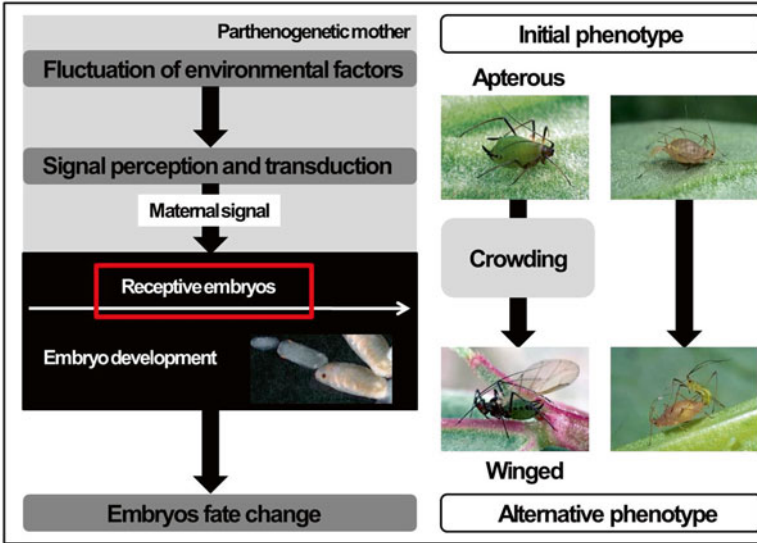 Parthenogenetic mother
Fluctuation of environmental factors
Signal perception and transduction
Maternal signal
Receptive embryos
Embryo development
Embryos fate change
Initial phenotype
Apterous
Crowding
Winged
Alternative phenotype